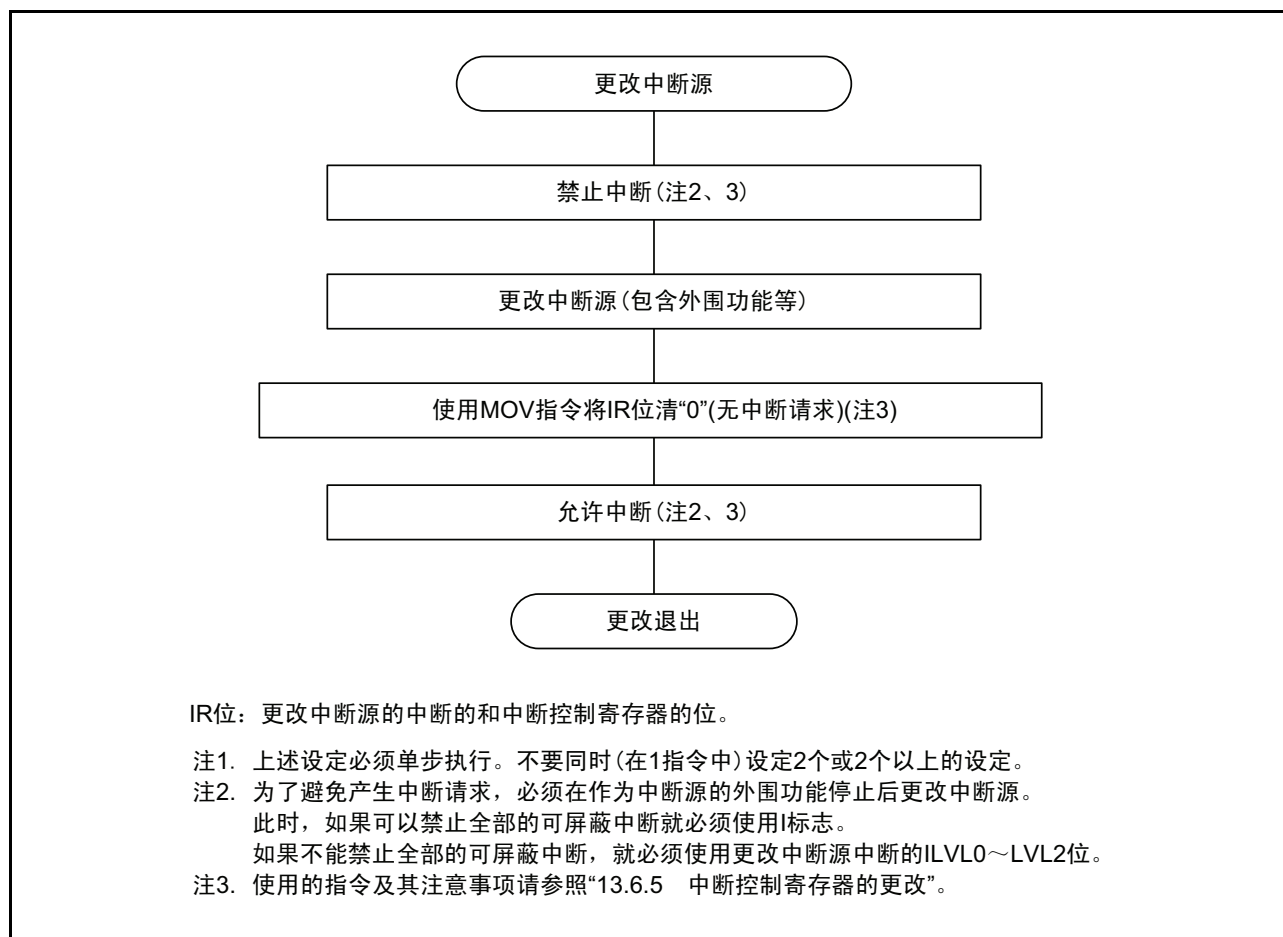 更改中断源
禁止中断(注2、3)
更改中断源(包含外围功能等)
使用MOV指令将IR位清“0”(无中断请求)(注3)
允许中断(注2、3)
更改退出
IR位：更改中断源的中断的和中断控制寄存器的位。
注1. 上述设定必须单步执行。不要同时(在1指令中)设定2个或2个以上的设定。
注2. 为了避免产生中断请求，必须在作为中断源的外围功能停止后更改中断源。
此时，如果可以禁止全部的可屏蔽中断就必须使用I标志。
如果不能禁止全部的可屏蔽中断，就必须使用更改中断源中断的ILVL0～LVL2位。
注3. 使用的指令及其注意事项请参照“13.6.5　中断控制寄存器的更改”。